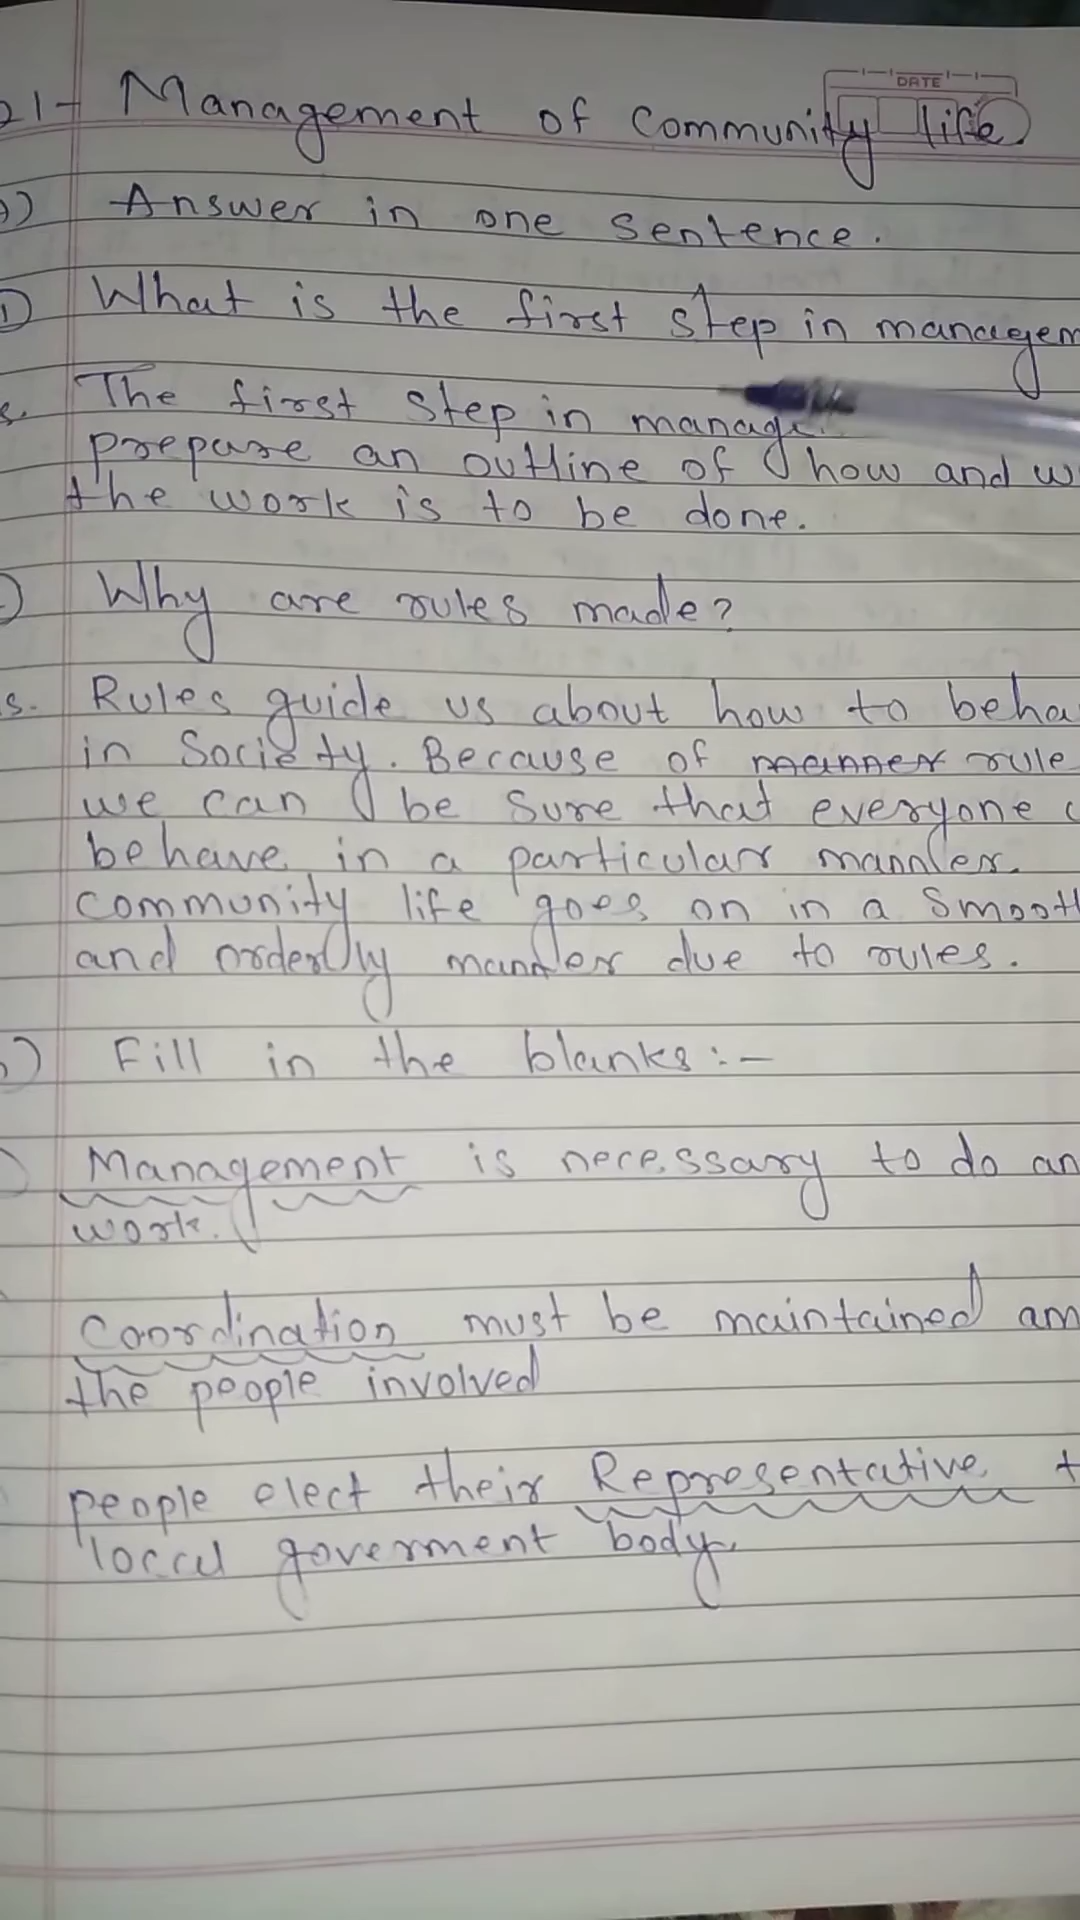 21- Management of Community life
DATE
Answer in one sentence.
What is the first step in managem
The first step in manag
prepare an outline of how and w
the work is to be done.
Why are rules made?
s. Rules guide us about how to beha
in Society. Because of manner rule
we can be sure that everyone
behave in a particular manner.
community life goes on in a smooth
and orderly manner due to rules.
Fill in the blanks:-
Management is necessary to do an
work.
Coordination must be maintained am
the people involved
people elect their Representative t
local goverment body.